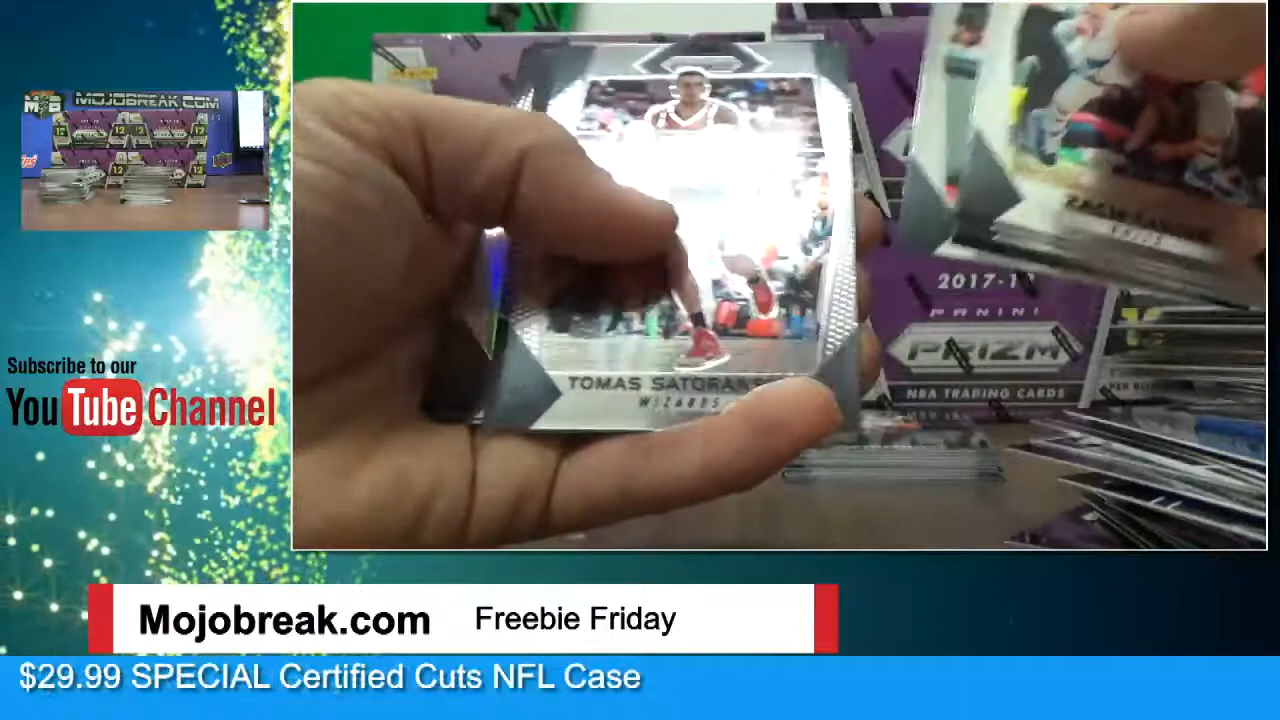 MOJOBREAK.COM
Subscribe to our
YouTube Channel
TOMAS SATORANS
WIZARDS
2017-1
PANINI
PRIZM
NBA TRADING CARDS
Mojobreak.com
Freebie Friday
$29.99 SPECIAL Certified Cuts NFL Case